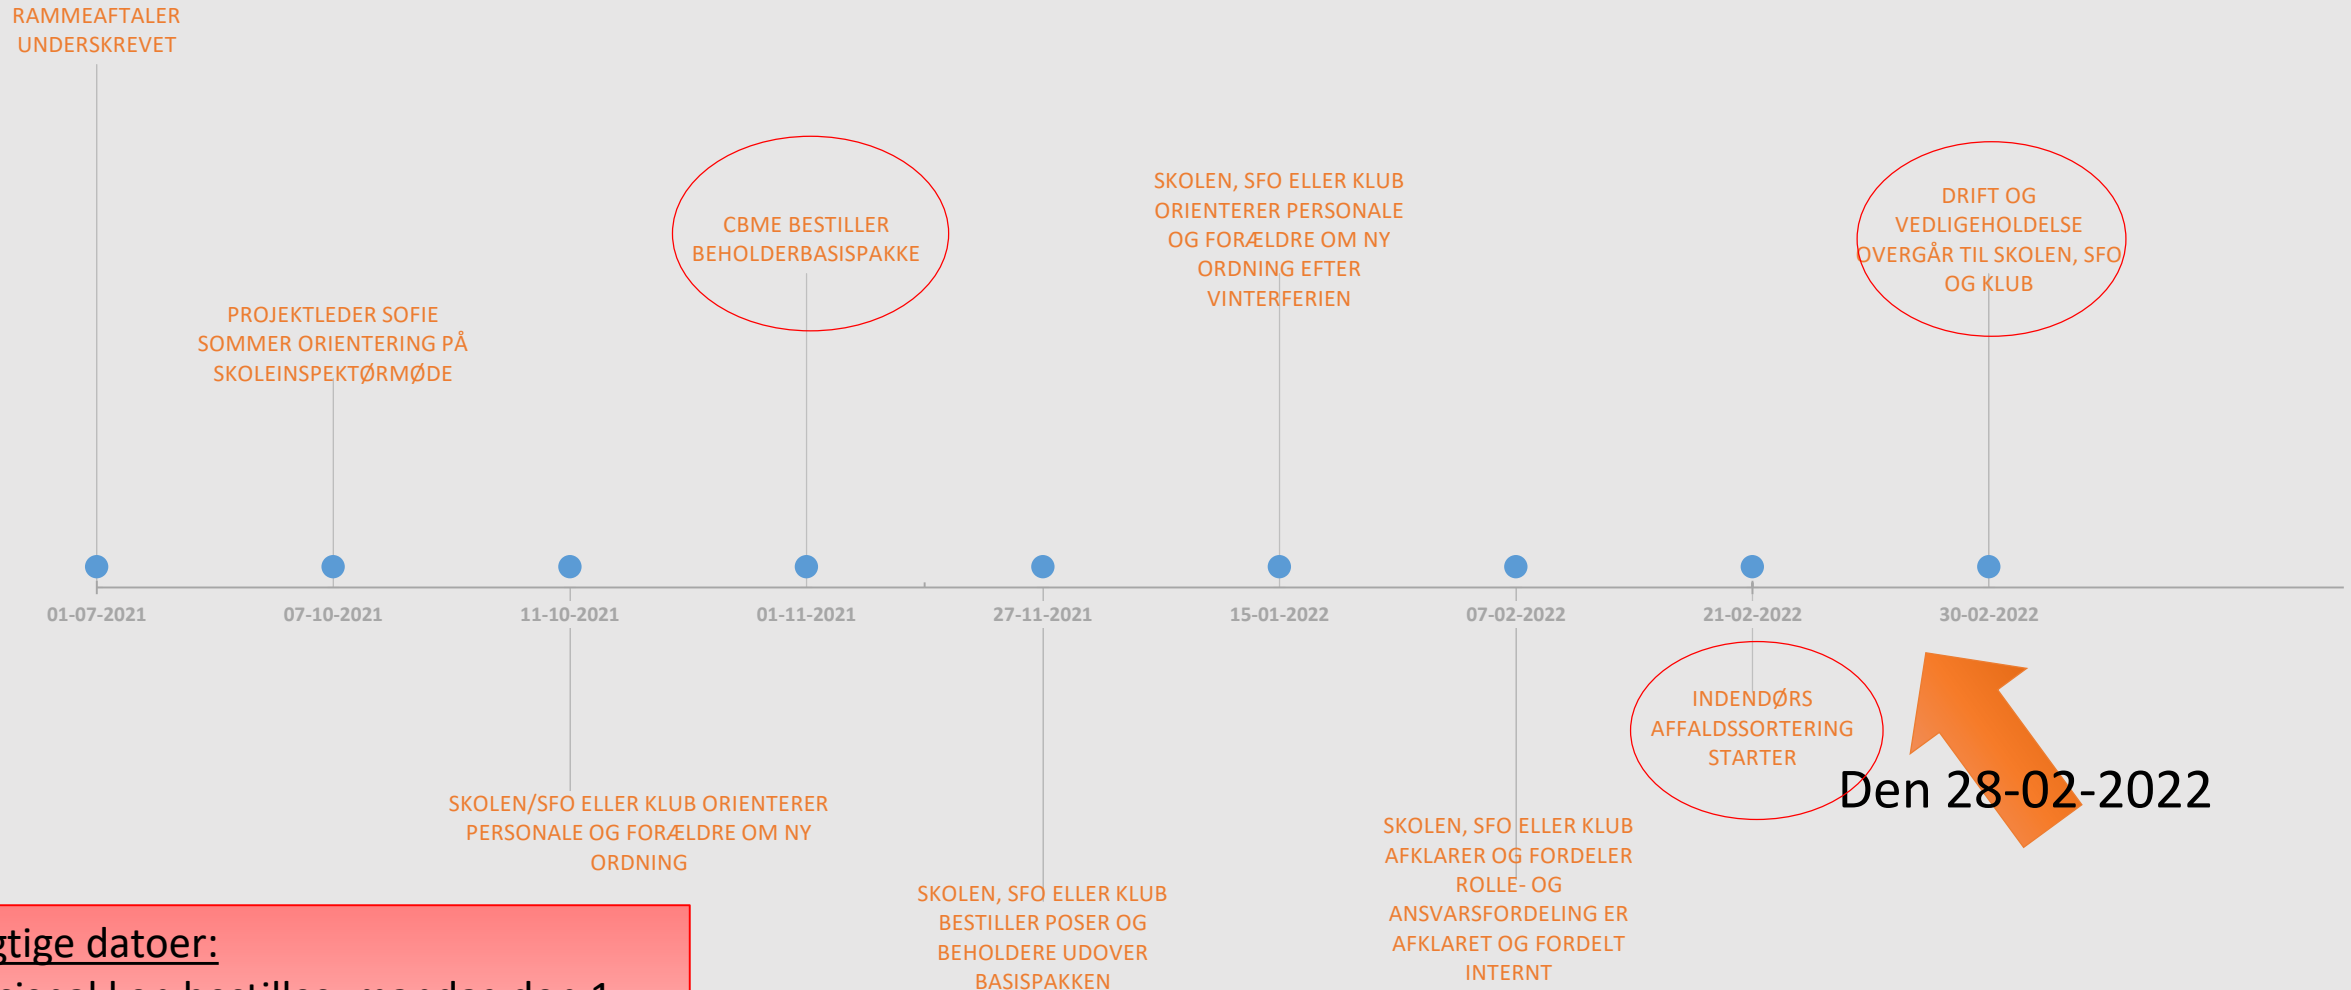 RAMMEAFTALER
UNDERSKREVET
PROJEKTLEDER SOFIE
SOMMER ORIENTERING PÅ
SKOLEINSPEKTØRMØDE
CBME BESTILLER
BEHOLDERBASISPAKKE
SKOLEN, SFO ELLER KLUB
ORIENTERER PERSONALE
OG FORÆLDRE OM NY
ORDNING EFTER
VINTERFERIEN
DRIFT OG
VEDLIGEHOLDELSE
OVERGÅR TIL SKOLEN, SFO
OG KLUB
01-07-2021
07-10-2021
11-10-2021
01-11-2021
27-11-2021
15-01-2022
07-02-2022
21-02-2022
30-02-2022
SKOLEN/SFO ELLER KLUB ORIENTERER
PERSONALE OG FORÆLDRE OM NY
ORDNING
SKOLEN, SFO ELLER KLUB
BESTILLER POSER OG
BEHOLDERE UDOVER
BASISPAKKEN
SKOLEN, SFO ELLER KLUB
AFKLARER OG FORDELER
ROLLE- OG
ANSVARSFORDELING ER
AFKLARET OG FORDELT
INTERNT
INDENDØRS
AFFALDSSORTERING
STARTER
Den 28-02-2022
datoer: